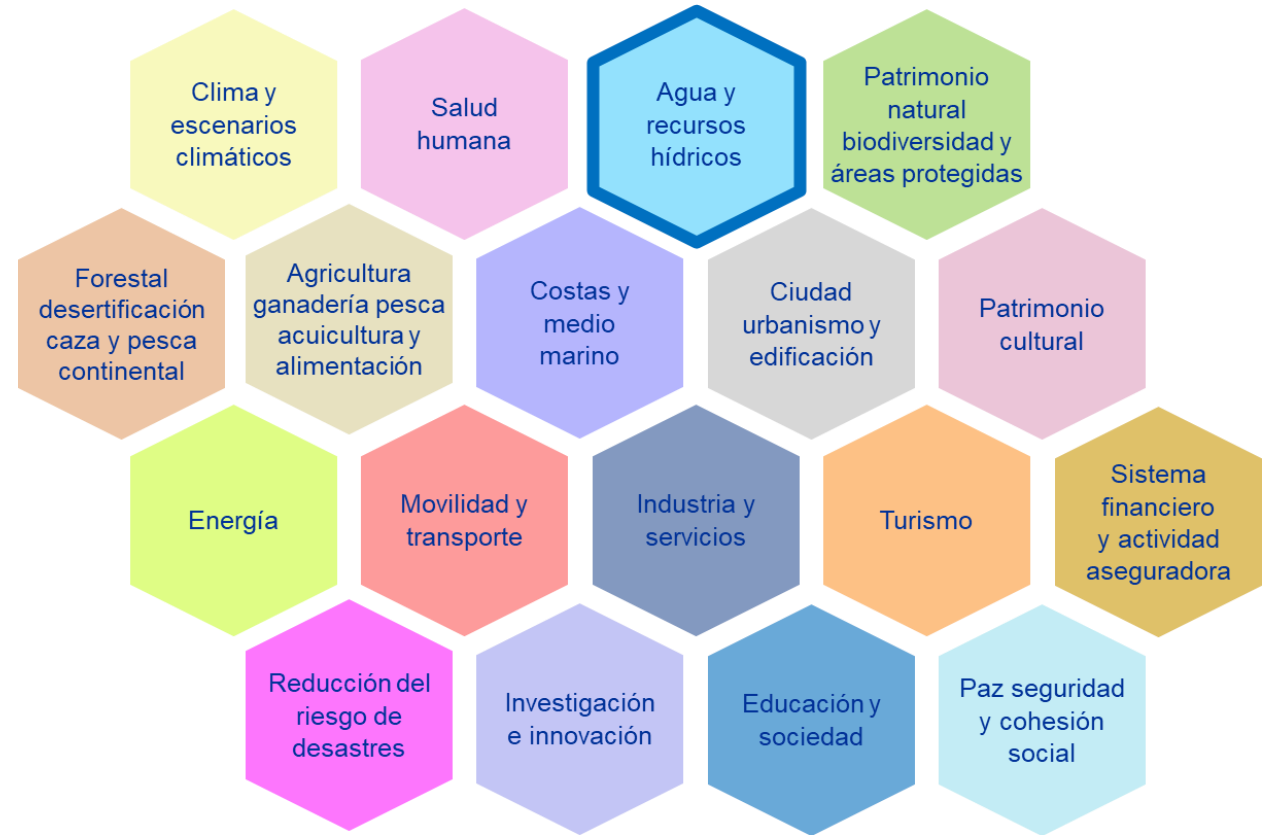 Clima y
escenarios
climáticos
Salud
humana
Agua y
recursos
hídricos
Patrimonio
natural
biodiversidad y
áreas protegidas
Forestal
desertificación
caza y pesca
continental
Agricultura
ganadería pesca
acuicultura y
alimentación
Costas y
medio
marino
Ciudad
urbanismo y
edificación
Patrimonio
cultural
Energía
Movilidad y
transporte
Industria y
servicios
Turismo
Sistema
financiero
y actividad
aseguradora
Reducción del
riesgo de
desastres
Investigación
e innovación
Educación y
sociedad
Paz seguridad
y cohesión
social